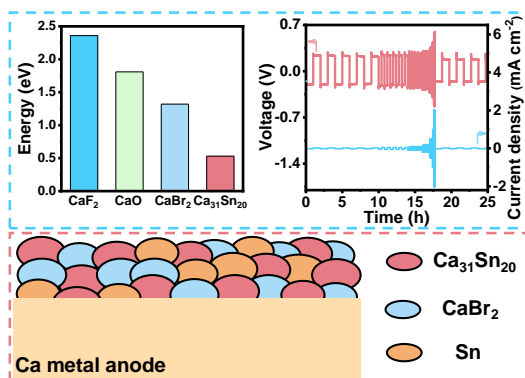 Energy (eV)
2.5
2.0
1.5
1.0
0.5
0.0
CaF₂ CaO CaBr₂ Ca₃₁Sn₂₀
Voltage (V)
0.7
0.0
-0.7
-1.4
0 5 10 15 20 25
Time (h)
6
4
2
0
-2
Current density (mA cm⁻²)
Ca₃₁Sn₂₀
CaBr₂
Sn
Ca metal anode